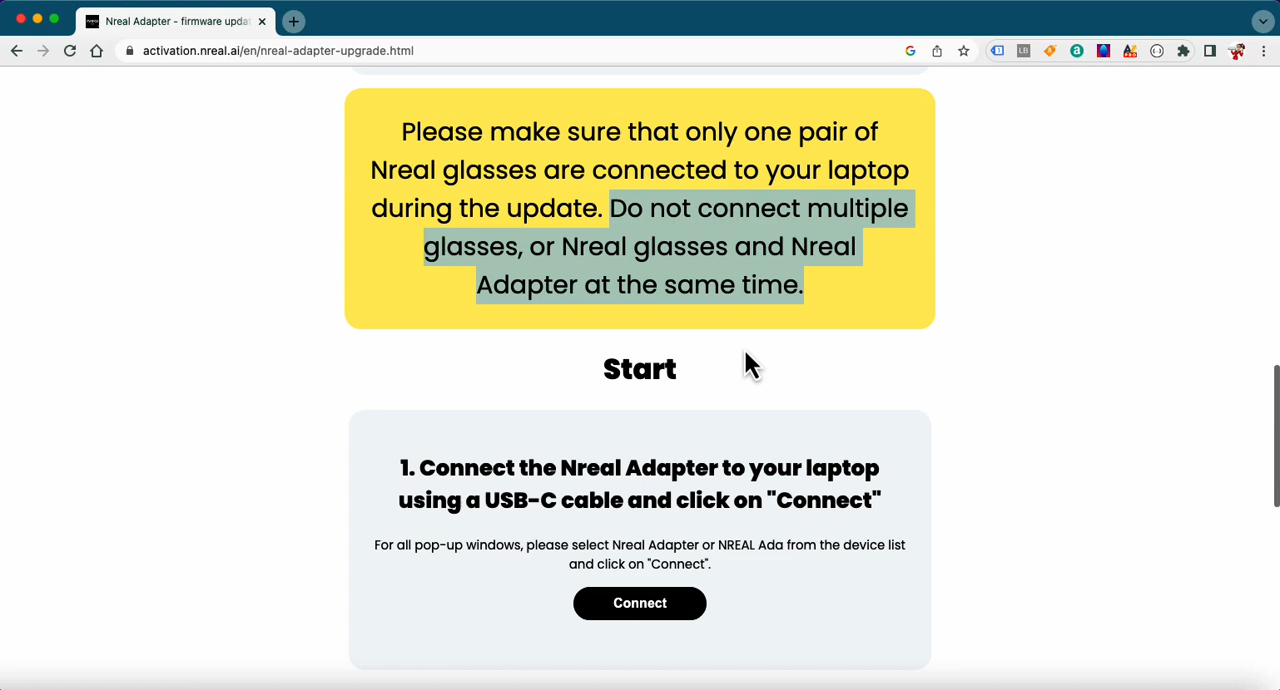 Nreal Adapter - firmware upda
activation.nreal.ai/en/nreal-adapter-upgrade.html
Please make sure that only one pair of
Nreal glasses are connected to your laptop
during the update. Do not connect multiple
glasses, or Nreal glasses and Nreal
Adapter at the same time.
Start
1. Connect the Nreal Adapter to your laptop
using a USB-C cable and click on "Connect"
For all pop-up windows, please select Nreal Adapter or NREAL Ada from the device list
and click on "Connect".
Connect